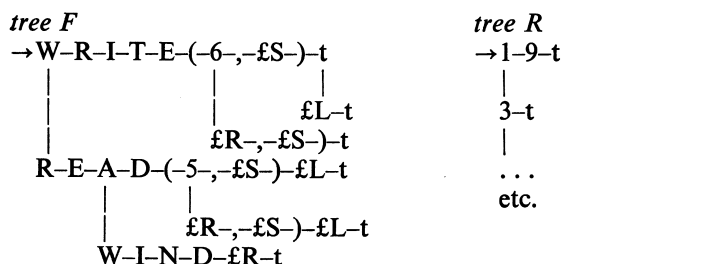 tree F
tree R
→W–R–I–T–E–(–6–,–£S–)–t
→1–9–t
£L–t
3–t
£R–,–£S–)–t
R–E–A–D–(–5–,–£S–)–£L–t
. . .
etc.
£R–,–£S–)–£L–t
W–I–N–D–£R–t